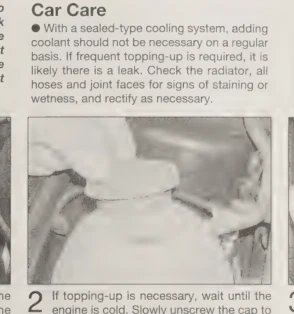 Car Care
● With a sealed-type cooling system, adding
coolant should not be necessary on a regular
basis. If frequent topping-up is required, it is
likely there is a leak. Check the radiator, all
hoses and joint faces for signs of staining or
wetness, and rectify as necessary.
2 If topping-up is necessary, wait until the
engine is cold. Slowly unscrew the cap to